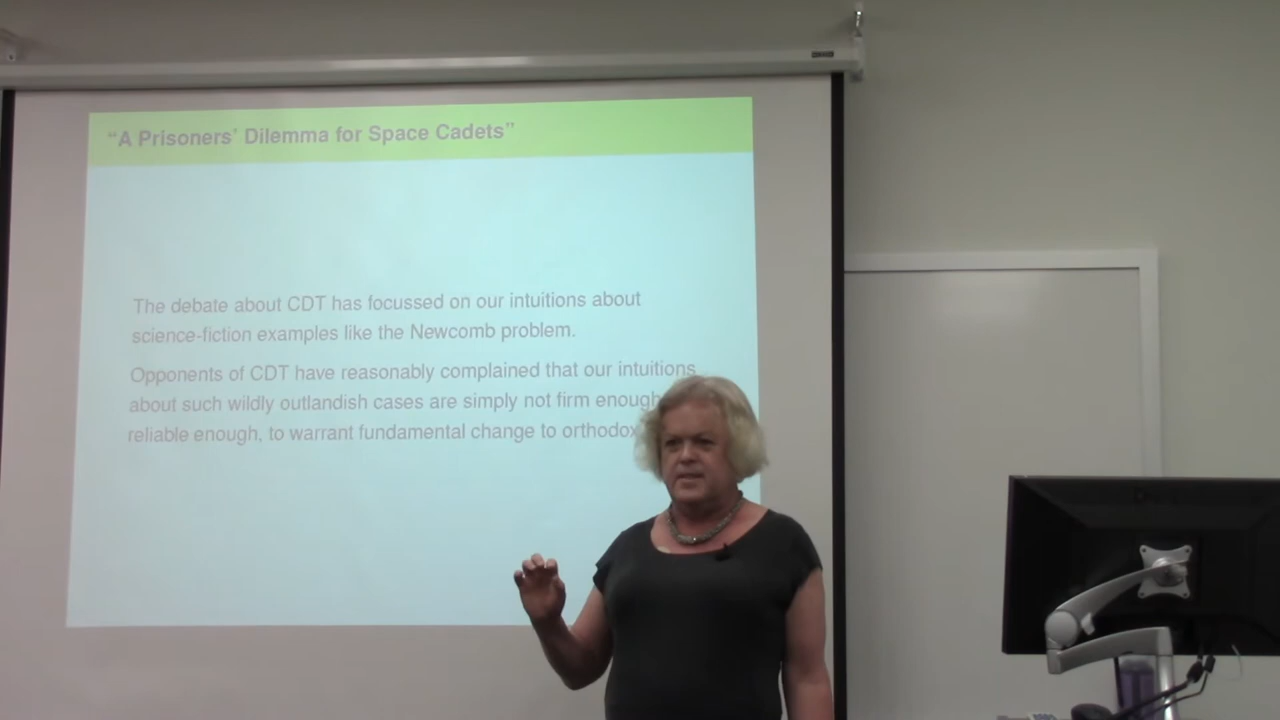 “A Prisoners’ Dilemma for Space Cadets”
The debate about CDT has focussed on our intuitions about
science-fiction examples like the Newcomb problem.
Opponents of CDT have reasonably complained that our intuitions
about such wildly outlandish cases are simply not firm enough
reliable enough, to warrant fundamental change to orthodox